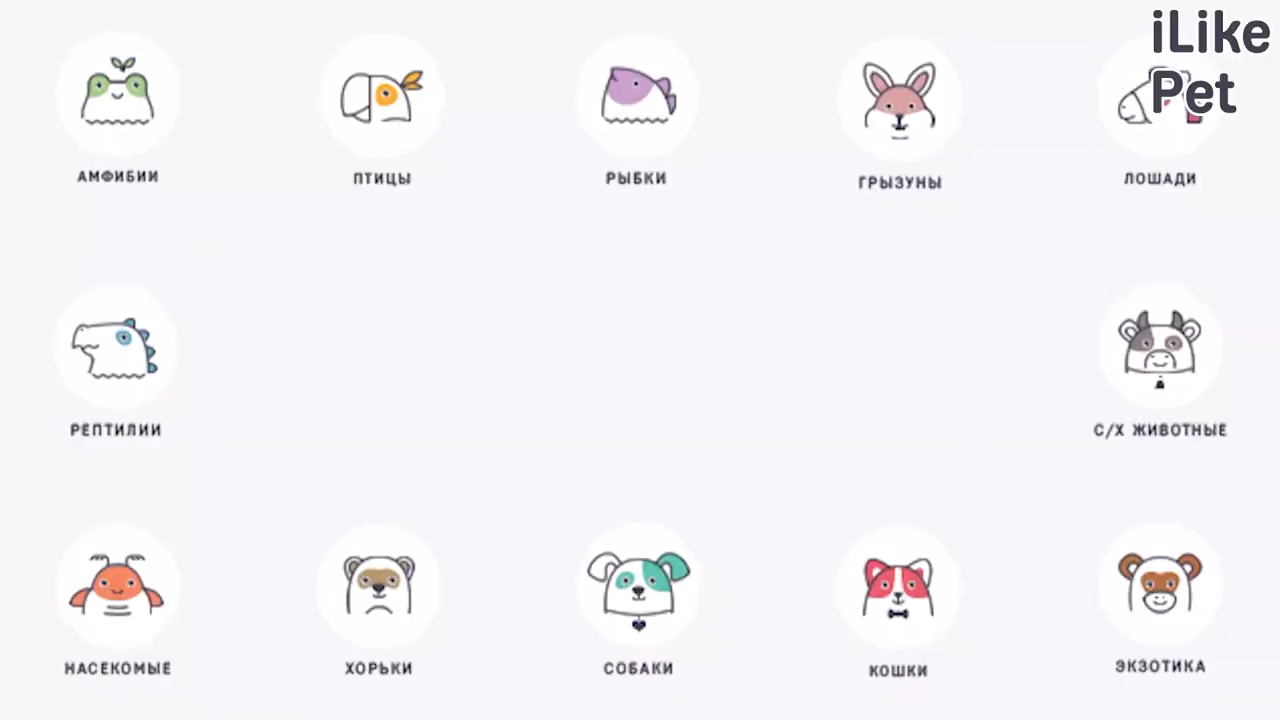 iLike
Pet
АМФИБИИ
ПТИЦЫ
РЫБКИ
ГРЫЗУНЫ
ЛОШАДИ
РЕПТИЛИИ
С/Х ЖИВОТНЫЕ
НАСЕКОМЫЕ
ХОРЬКИ
СОБАКИ
КОШКИ
ЭКЗОТИКА